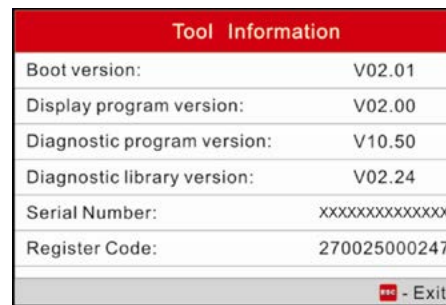 Tool Information
Boot version: V02.01
Display program version: V02.00
Diagnostic program version: V10.50
Diagnostic library version: V02.24
Serial Number: XXXXXXXXXXXXXX
Register Code: 270025000247
ESC - Exit